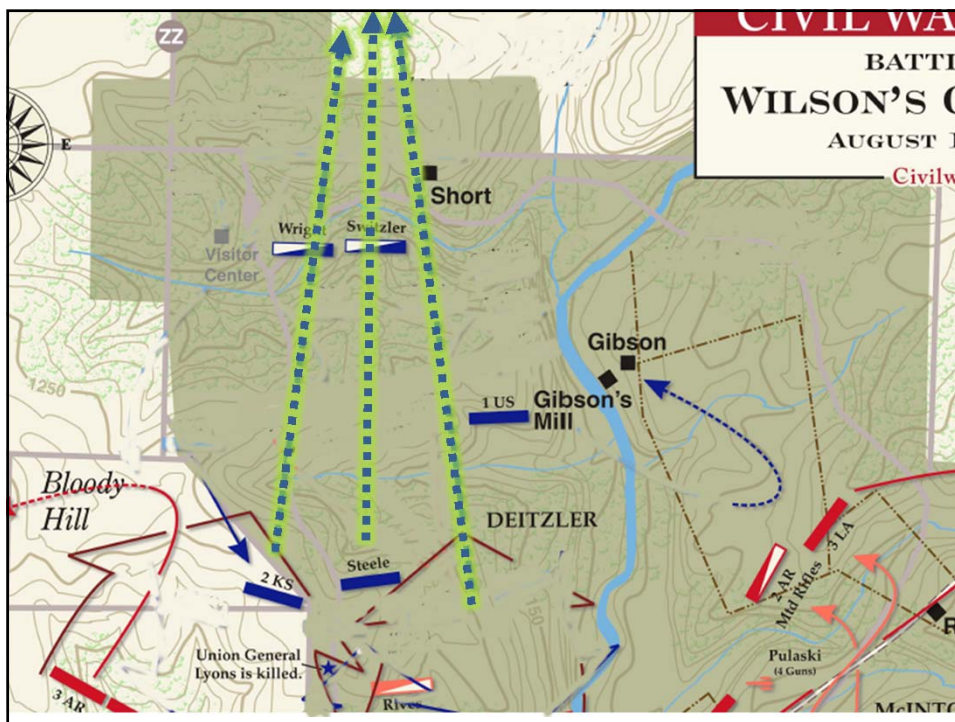 ZZ
CIVIL WA
BATTL
WILSON'S
AUGUST 1
Civilw
E
Short
Wright
Switzler
Visitor
Center
Gibson
1250
1 US
Gibson's
Mill
Bloody
Hill
DEITZLER
3 LA
Steele
2 KS
2 AR
Mtd Rifles
750
Union General
Lyons is killed.
Pulaski
(4 Guns)
R
3 AR
Rives
McINTO